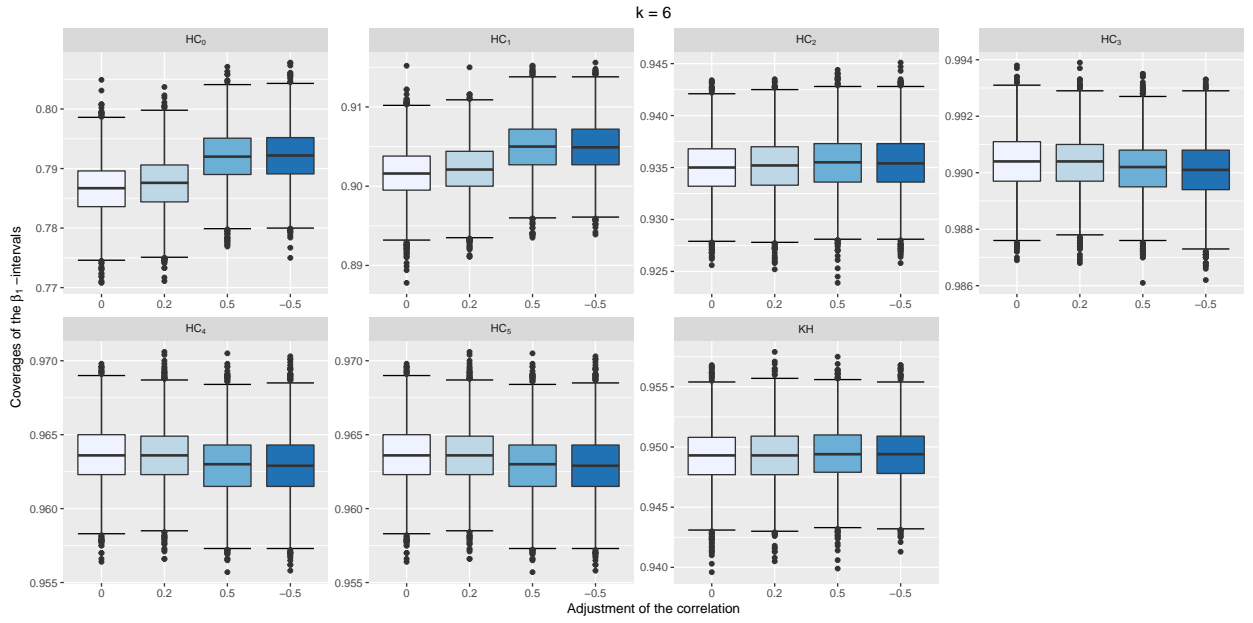 k = 6
HC₀
HC₁
HC₂
HC₃
0.80
0.79
0.78
0.77
0.91
0.90
0.89
0.945
0.940
0.935
0.930
0.925
0.994
0.992
0.990
0.988
0.986
0 0.2 0.5 −0.5
0 0.2 0.5 −0.5
0 0.2 0.5 −0.5
0 0.2 0.5 −0.5
Coverages of the β₁ −intervals
HC₄
HC₅
KH
0.970
0.965
0.960
0.955
0.970
0.965
0.960
0.955
0.955
0.950
0.945
0.940
0 0.2 0.5 −0.5
0 0.2 0.5 −0.5
0 0.2 0.5 −0.5
Adjustment of the correlation